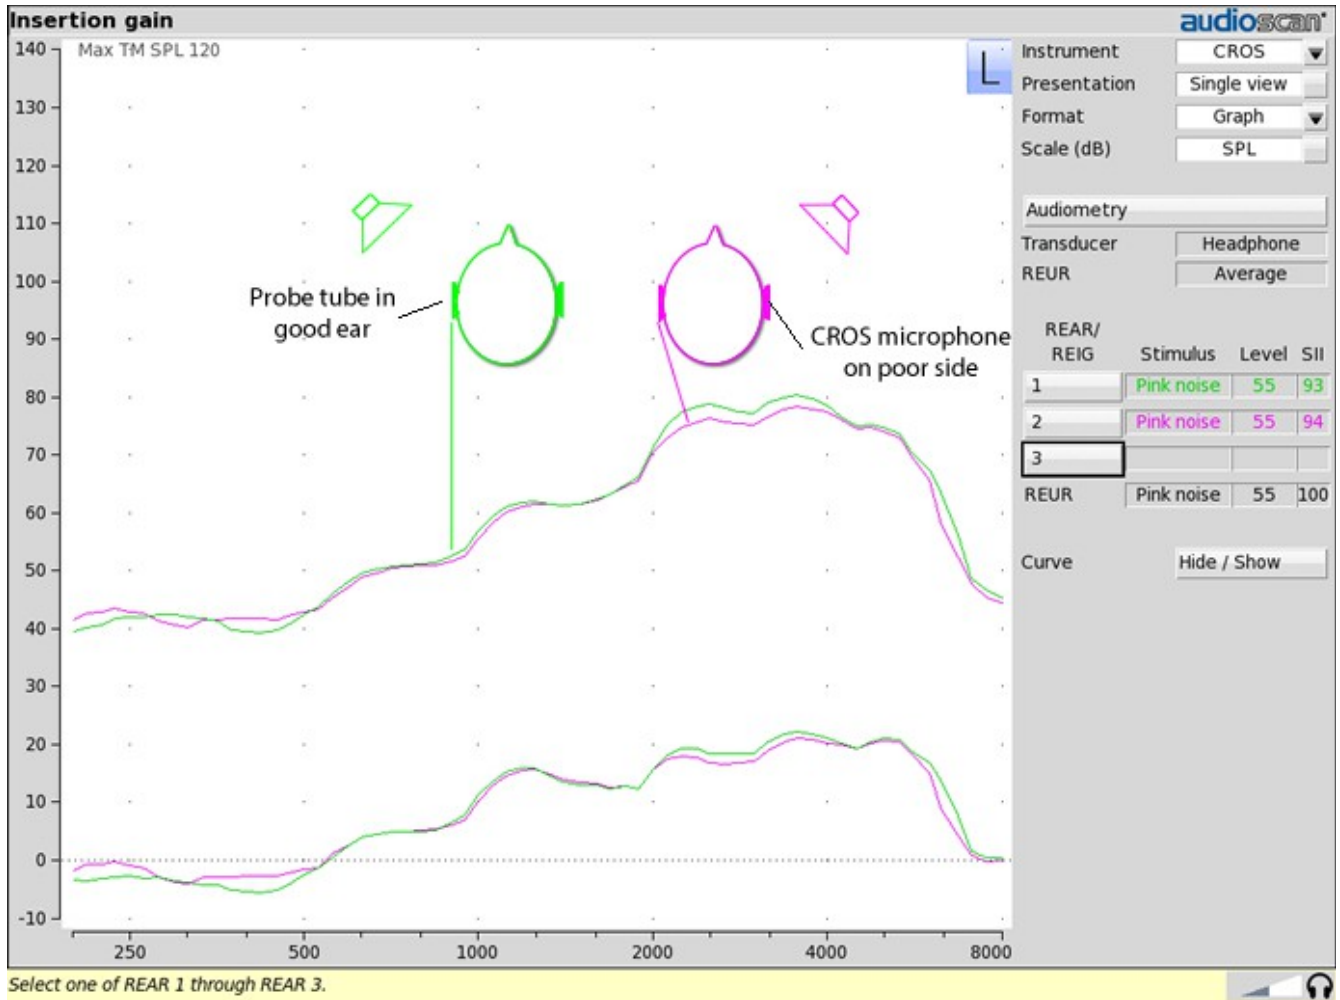 Insertion gain
audioscan
Max TM SPL 120
L
140
130
120
110
100
90
80
70
60
50
40
30
20
10
0
-10
250 500 1000 2000 4000 8000
Probe tube in
good ear
CROS microphone
on poor side
Instrument CROS
Presentation Single view
Format Graph
Scale (dB) SPL
Audiometry
Transducer Headphone
REUR Average
REAR/
REIG Stimulus Level SII
1 Pink noise 55 93
2 Pink noise 55 94
3
REUR Pink noise 55 100
Curve Hide / Show
Select one of REAR 1 through REAR 3.